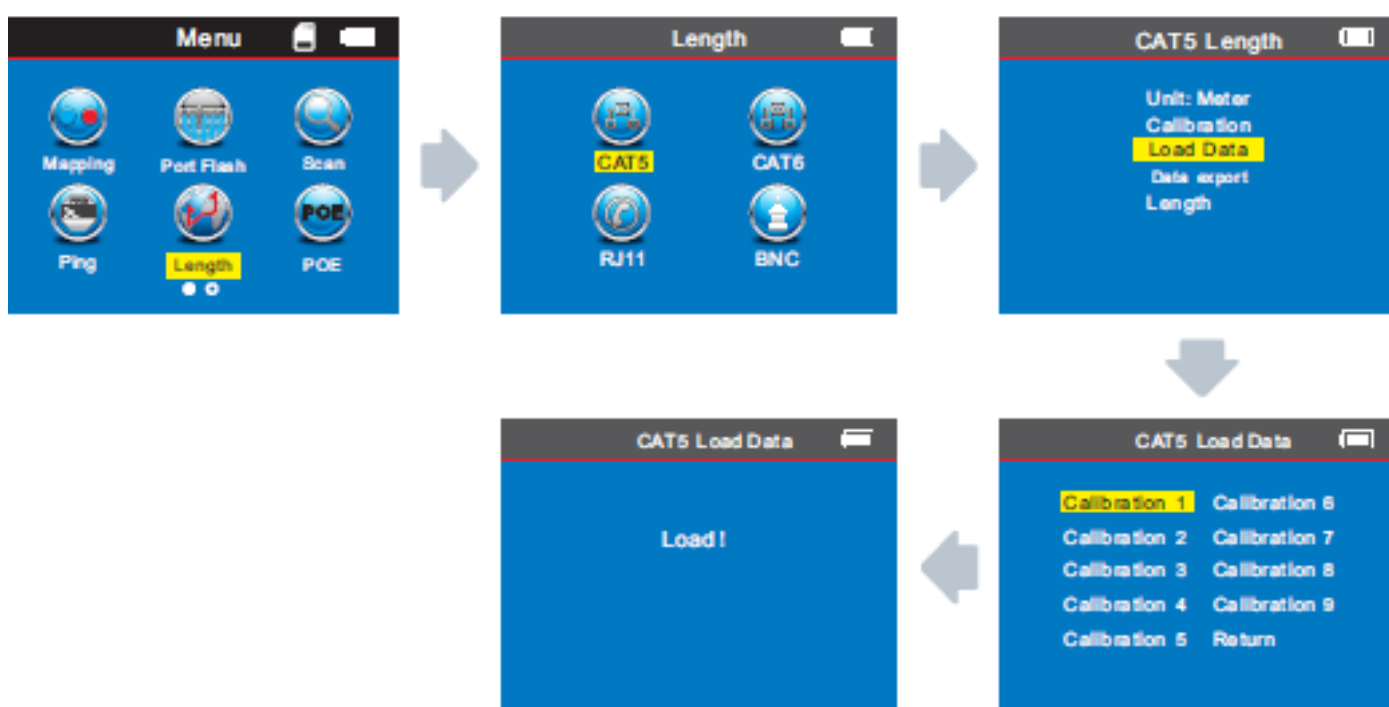 Menu
Mapping Port Flash Scan
Ping Length POE POE
Length
CAT5 CAT6
RJ11 BNC
CAT5 Length
Unit: Meter
Calibration
Load Data
Data export
Length
CAT5 Load Data
Calibration 1 Calibration 6
Calibration 2 Calibration 7
Calibration 3 Calibration 8
Calibration 4 Calibration 9
Calibration 5 Return
CAT5 Load Data
Load !